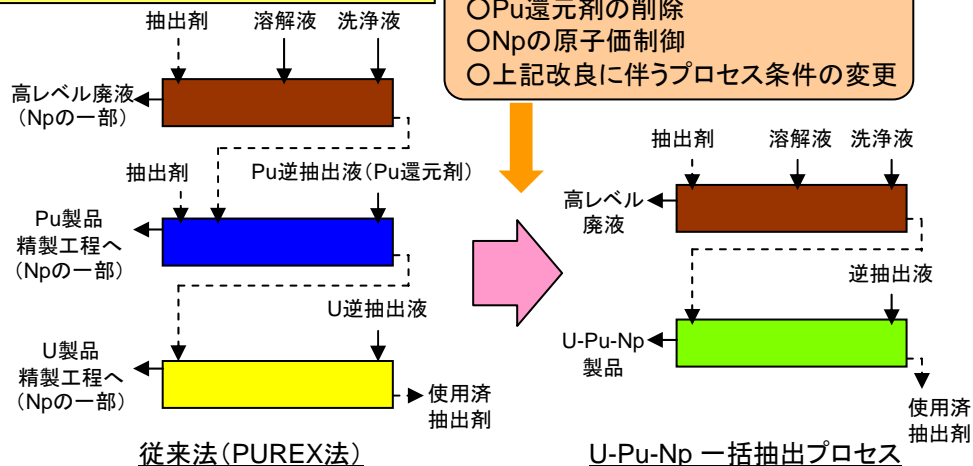 ○Pu還元剤の削除
○Npの原子価制御
○上記改良に伴うプロセス条件の変更
抽出剤 溶解液 洗浄液
高レベル廃液
(Npの一部)
抽出剤 Pu逆抽出液(Pu還元剤)
Pu製品
精製工程へ
(Npの一部)
U逆抽出液
U製品
精製工程へ
(Npの一部)
使用済
抽出剤
従来法(PUREX法)
抽出剤 溶解液 洗浄液
高レベル
廃液
逆抽出液
U-Pu-Np
製品
使用済
抽出剤
U-Pu-Np 一括抽出プロセス